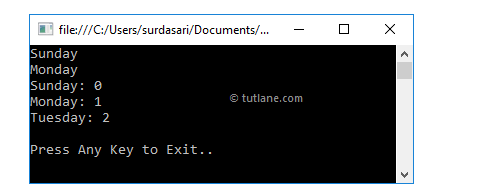 file:///C:/Users/surdasari/Documents/...
Sunday
Monday
Sunday: 0
Monday: 1
Tuesday: 2
© tutlane.com
Press Any Key to Exit..